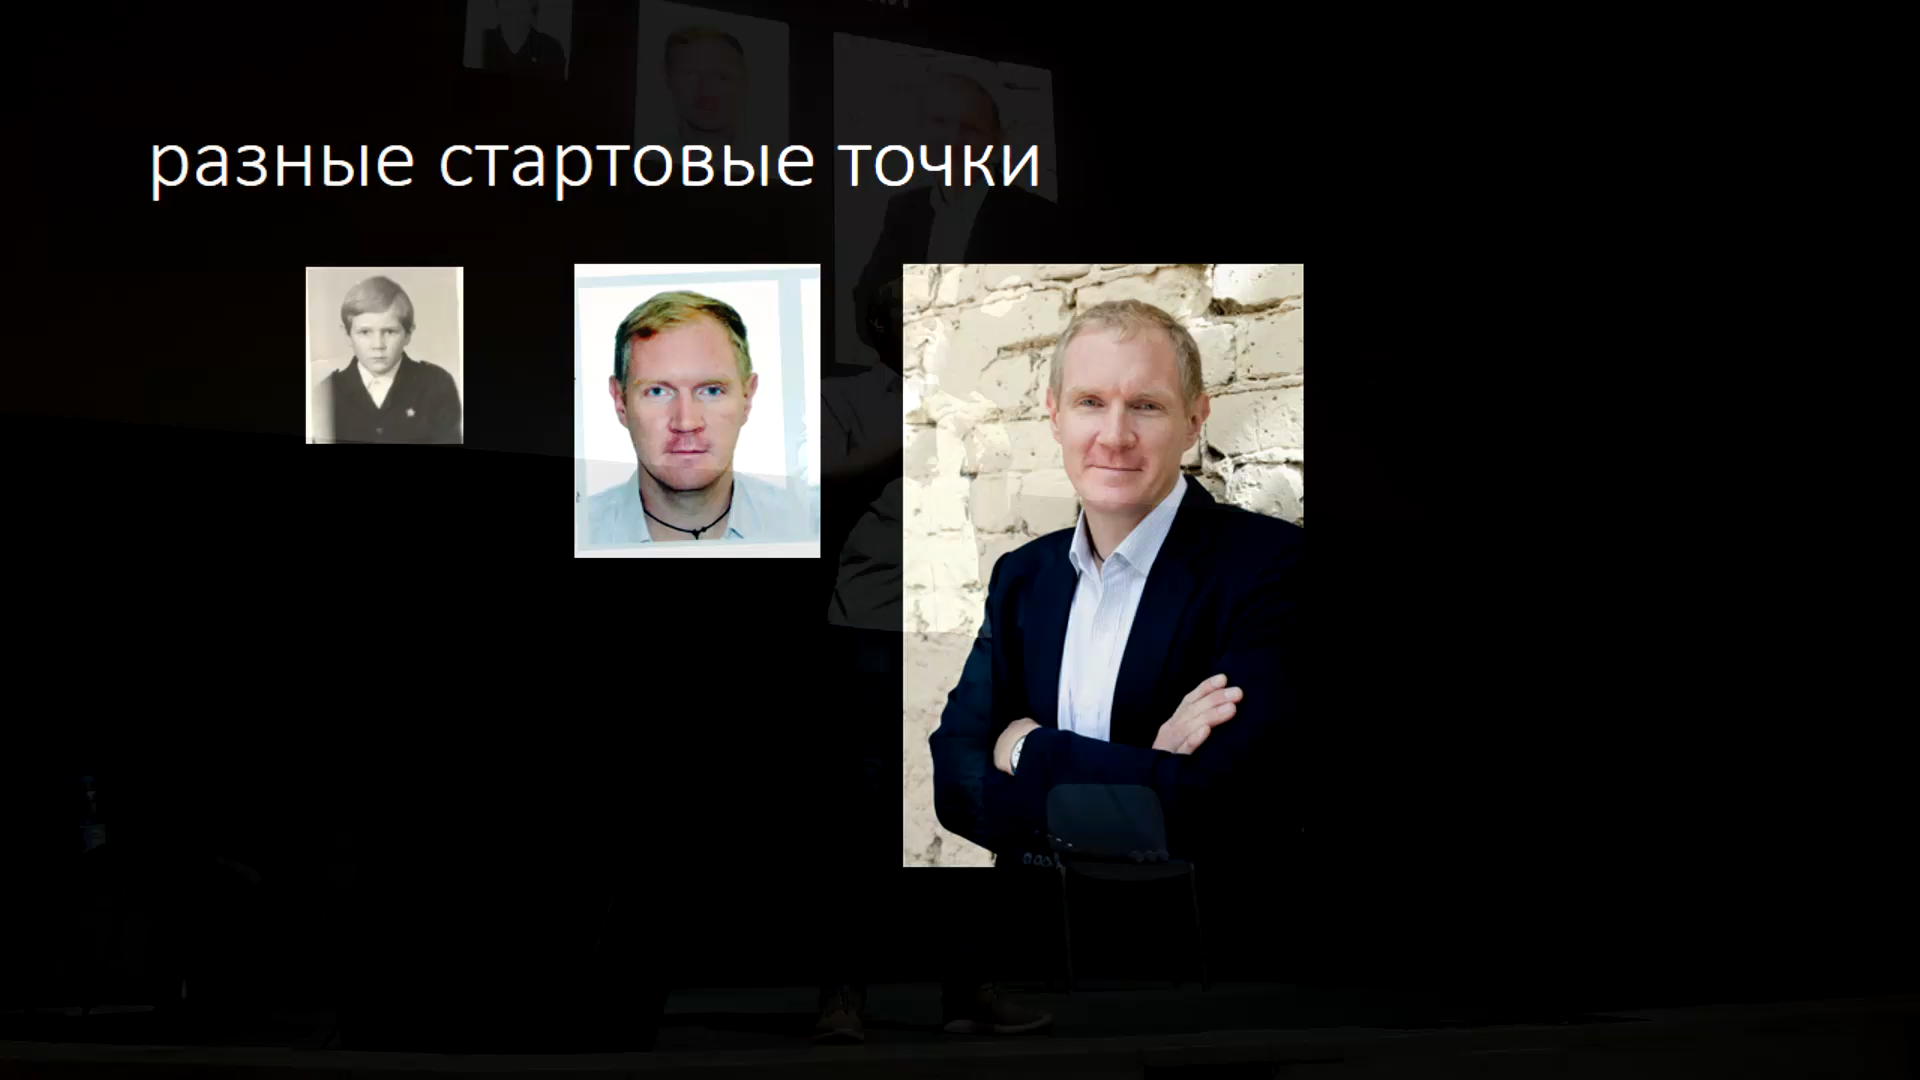 разные стартовые точки